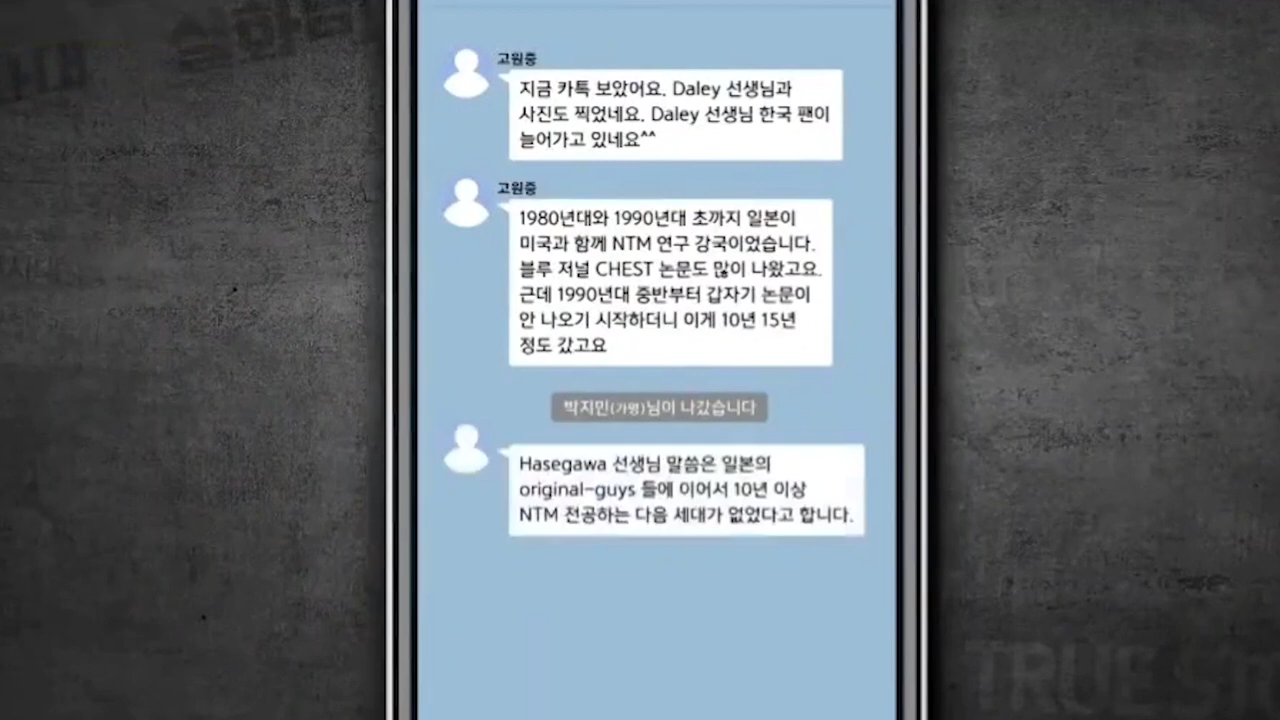 고원중
지금 카톡 보았어요. Daley 선생님과
사진도 찍었네요. Daley 선생님 한국 팬이
늘어가고 있네요^^
고원중
1980년대와 1990년대 초까지 일본이
미국과 함께 NTM 연구 강국이었습니다.
블루 저널 CHEST 논문도 많이 나왔고요.
근데 1990년대 중반부터 갑자기 논문이
안 나오기 시작하더니 이게 10년 15년
정도 갔고요
박지민(가명)님이 나갔습니다
Hasegawa 선생님 말씀은 일본의
original-guys 들에 이어서 10년 이상
NTM 전공하는 다음 세대가 없었다고 합니다.
TRUE